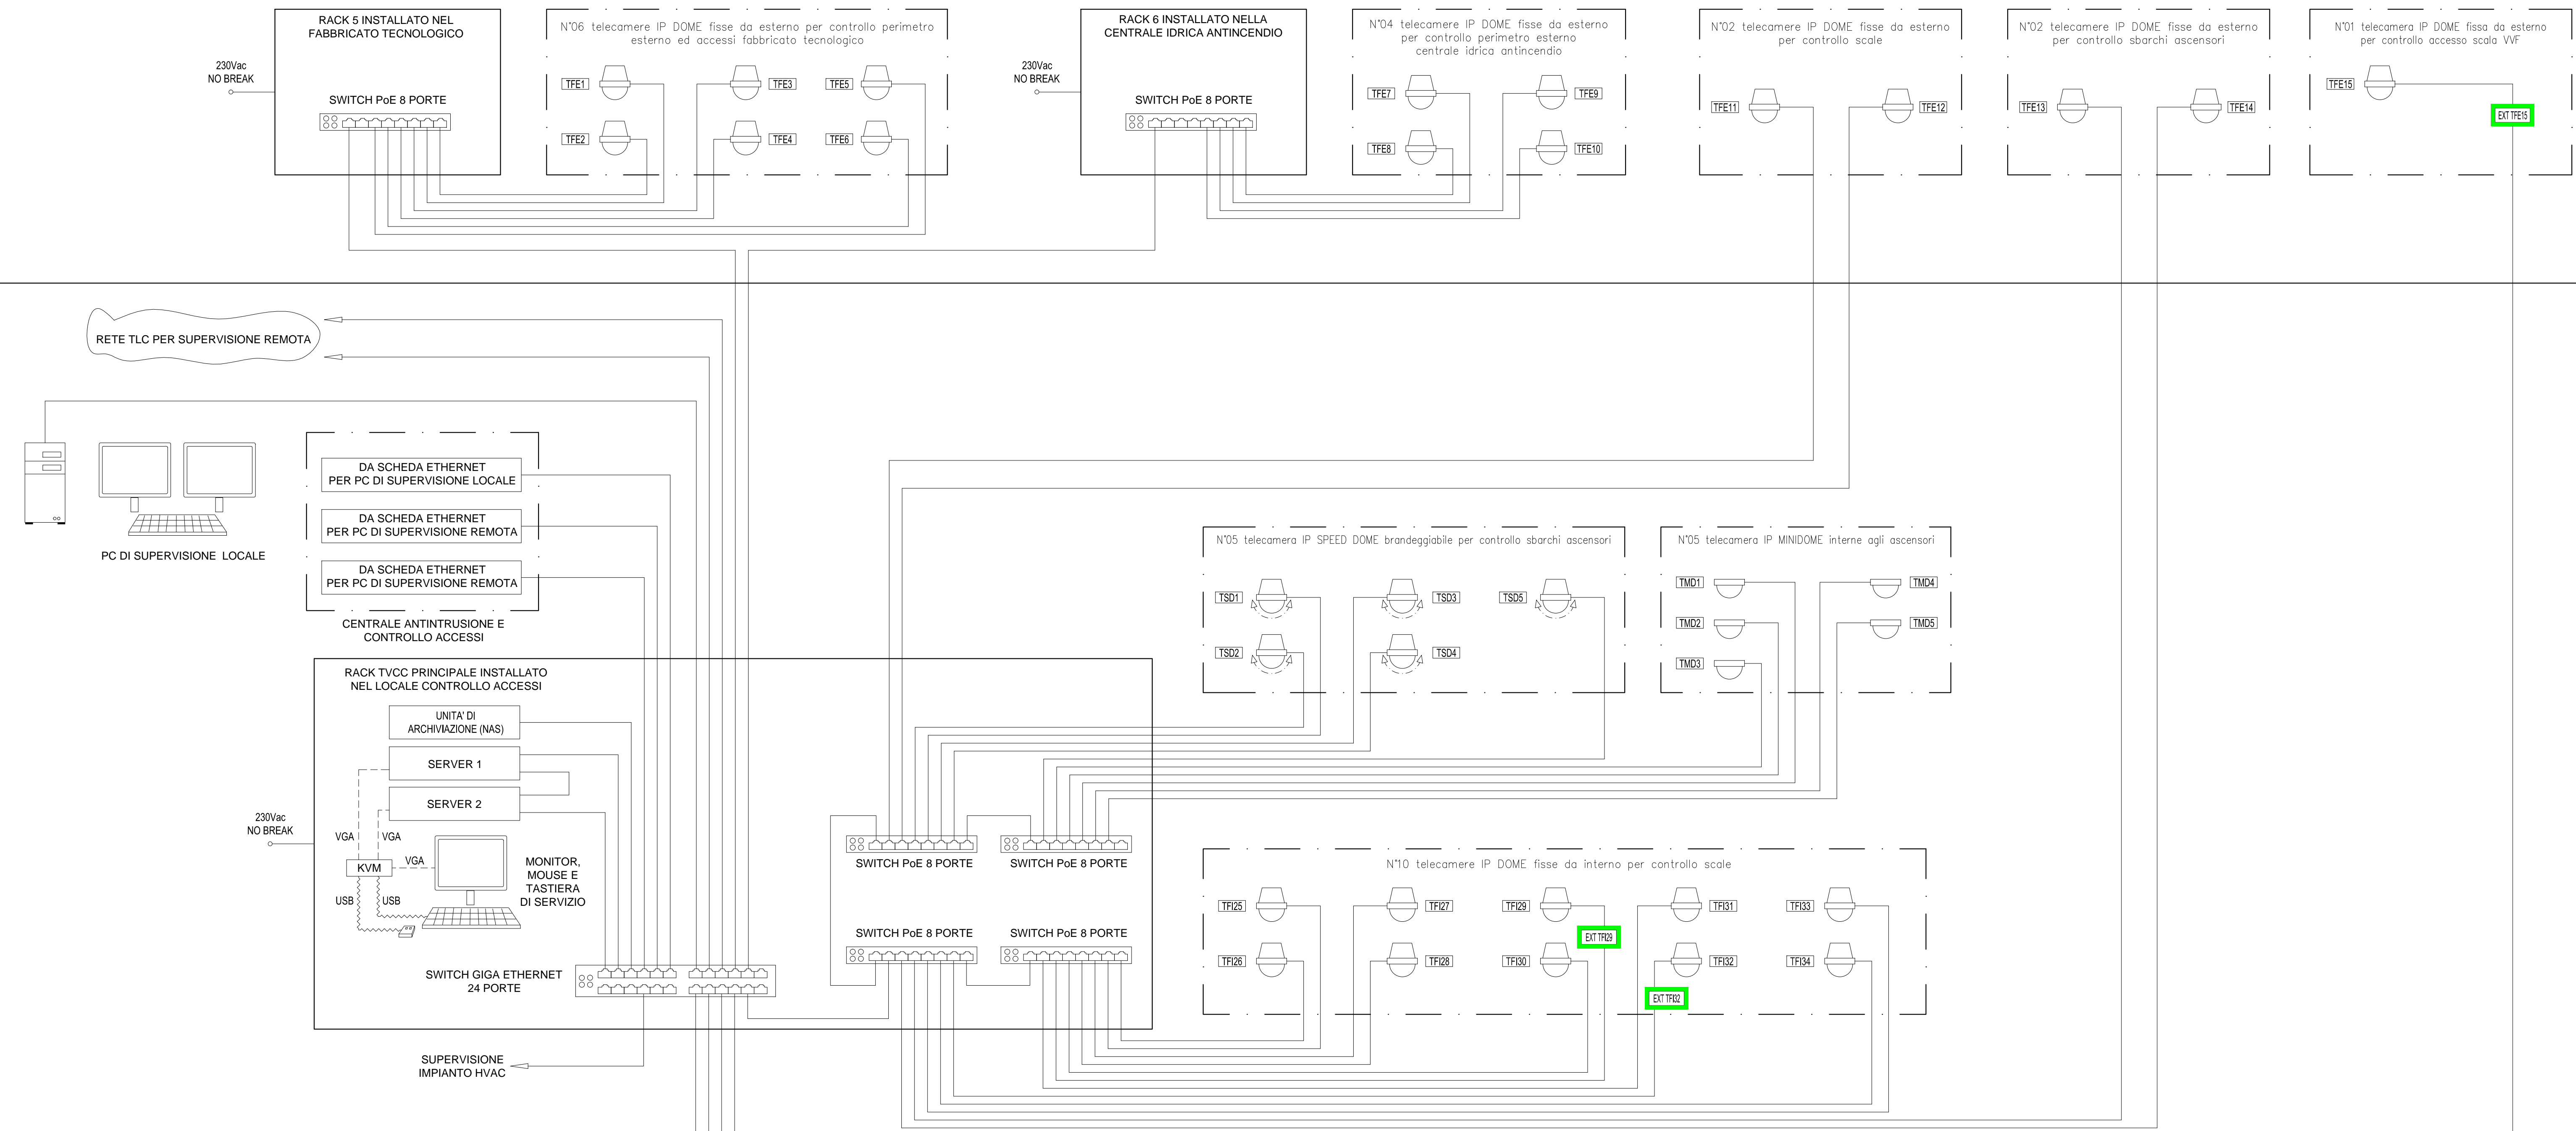 RACK 5 INSTALLATO NEL
FABBRICATO TECNOLOGICO
230Vac
NO BREAK
SWITCH PoE 8 PORTE
N°06 telecamere IP DOME fisse da esterno per controllo perimetro
esterno ed accessi fabbricato tecnologico
TFE1
TFE3
TFE5
TFE2
TFE4
TFE6
RACK 6 INSTALLATO NELLA
CENTRALE IDRICA ANTINCENDIO
230Vac
NO BREAK
SWITCH PoE 8 PORTE
N°04 telecamere IP DOME fisse da esterno
per controllo perimetro esterno
centrale idrica antincendio
TFE7
TFE9
TFE8
TFE10
N°02 telecamere IP DOME fisse da esterno
per controllo scale
TFE11
TFE12
N°02 telecamere IP DOME fisse da esterno
per controllo sbarchi ascensori
TFE13
TFE14
N°01 telecamera IP DOME fissa da esterno
per controllo accesso scala VVF
TFE15
EXT TFE15
RETE TLC PER SUPERVISIONE REMOTA
PC DI SUPERVISIONE LOCALE
DA SCHEDA ETHERNET
PER PC DI SUPERVISIONE LOCALE
DA SCHEDA ETHERNET
PER PC DI SUPERVISIONE REMOTA
DA SCHEDA ETHERNET
PER PC DI SUPERVISIONE REMOTA
CENTRALE ANTINTRUSIONE E
CONTROLLO ACCESSI
N°05 telecamera IP SPEED DOME brandeggiabile per controllo sbarchi ascensori
TSD1
TSD3
TSD5
TSD2
TSD4
N°05 telecamera IP MINIDOME interne agli ascensori
TMD1
TMD4
TMD2
TMD5
TMD3
RACK TVCC PRINCIPALE INSTALLATO
NEL LOCALE CONTROLLO ACCESSI
UNITA' DI
ARCHIVIAZIONE (NAS)
SERVER 1
SERVER 2
230Vac
NO BREAK
VGA
VGA
VGA
KVM
USB
USB
MONITOR,
MOUSE E
TASTIERA
DI SERVIZIO
SWITCH PoE 8 PORTE
SWITCH PoE 8 PORTE
SWITCH PoE 8 PORTE
SWITCH PoE 8 PORTE
SWITCH GIGA ETHERNET
24 PORTE
N°10 telecamere IP DOME fisse da interno per controllo scale
TFI25
TFI27
TFI29
TFI31
TFI33
EXT TFI29
TFI26
TFI28
TFI30
TFI32
TFI34
EXT TFI32
SUPERVISIONE
IMPIANTO HVAC